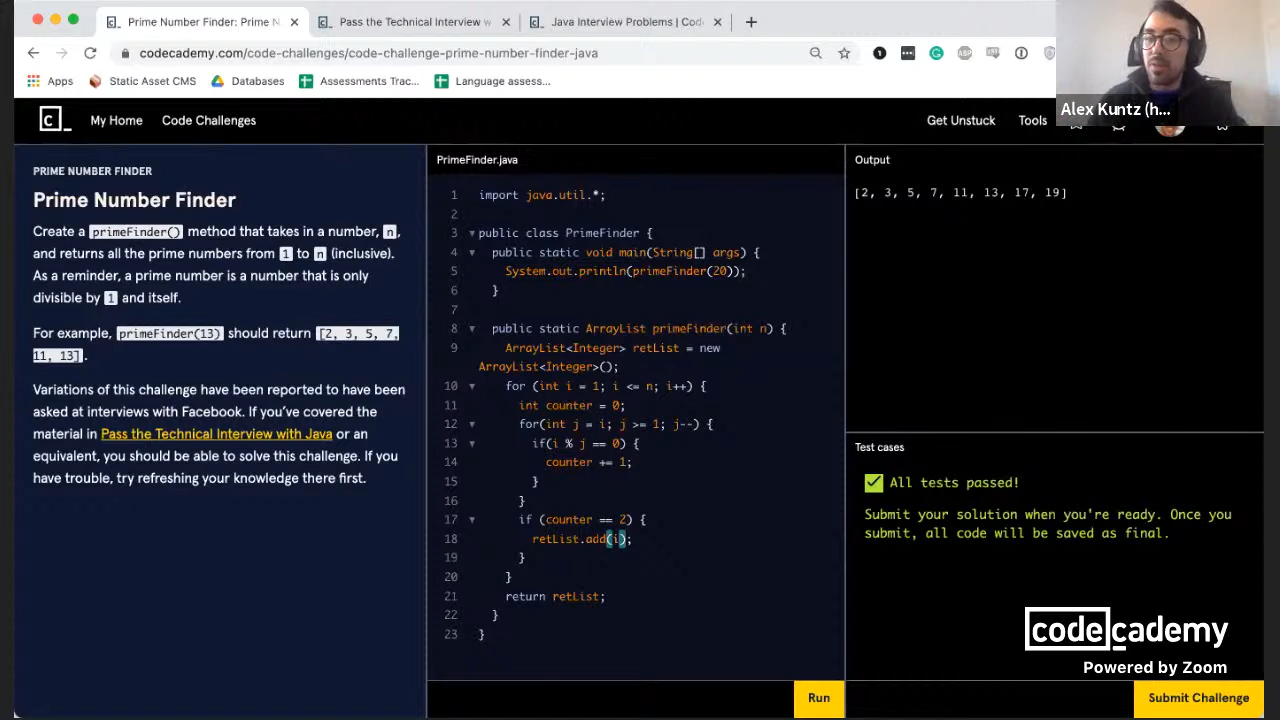 Prime Number Finder: Prime N
Pass the Technical Interview w
Java Interview Problems | Cod
codecademy.com/code-challenges/code-challenge-prime-number-finder-java
Apps
Static Asset CMS
Databases
Assessments Trac...
Language assess...
Alex Kuntz (h...
c_
My Home
Code Challenges
Get Unstuck
Tools
PRIME NUMBER FINDER
Prime Number Finder
Create a primeFinder() method that takes in a number, n,
and returns all the prime numbers from 1 to n (inclusive).
As a reminder, a prime number is a number that is only
divisible by 1 and itself.
For example, primeFinder(13) should return [2, 3, 5, 7,
11, 13].
Variations of this challenge have been reported to have been
asked at interviews with Facebook. If you've covered the
material in Pass the Technical Interview with Java or an
equivalent, you should be able to solve this challenge. If you
have trouble, try refreshing your knowledge there first.
PrimeFinder.java
1 import java.util.*;
2
3 public class PrimeFinder {
4 public static void main(String[] args) {
5 System.out.println(primeFinder(20));
6 }
7
8 public static ArrayList primeFinder(int n) {
9 ArrayList<Integer> retList = new
ArrayList<Integer>();
10 for (int i = 1; i <= n; i++) {
11 int counter = 0;
12 for(int j = i; j >= 1; j--) {
13 if(i % j == 0) {
14 counter += 1;
15 }
16 }
17 if (counter == 2) {
18 retList.add(i);
19 }
20 }
21 return retList;
22 }
23 }
Run
Output
[2, 3, 5, 7, 11, 13, 17, 19]
Test cases
All tests passed!
Submit your solution when you're ready. Once you
submit, all code will be saved as final.
codecademy
Powered by Zoom
Submit Challenge